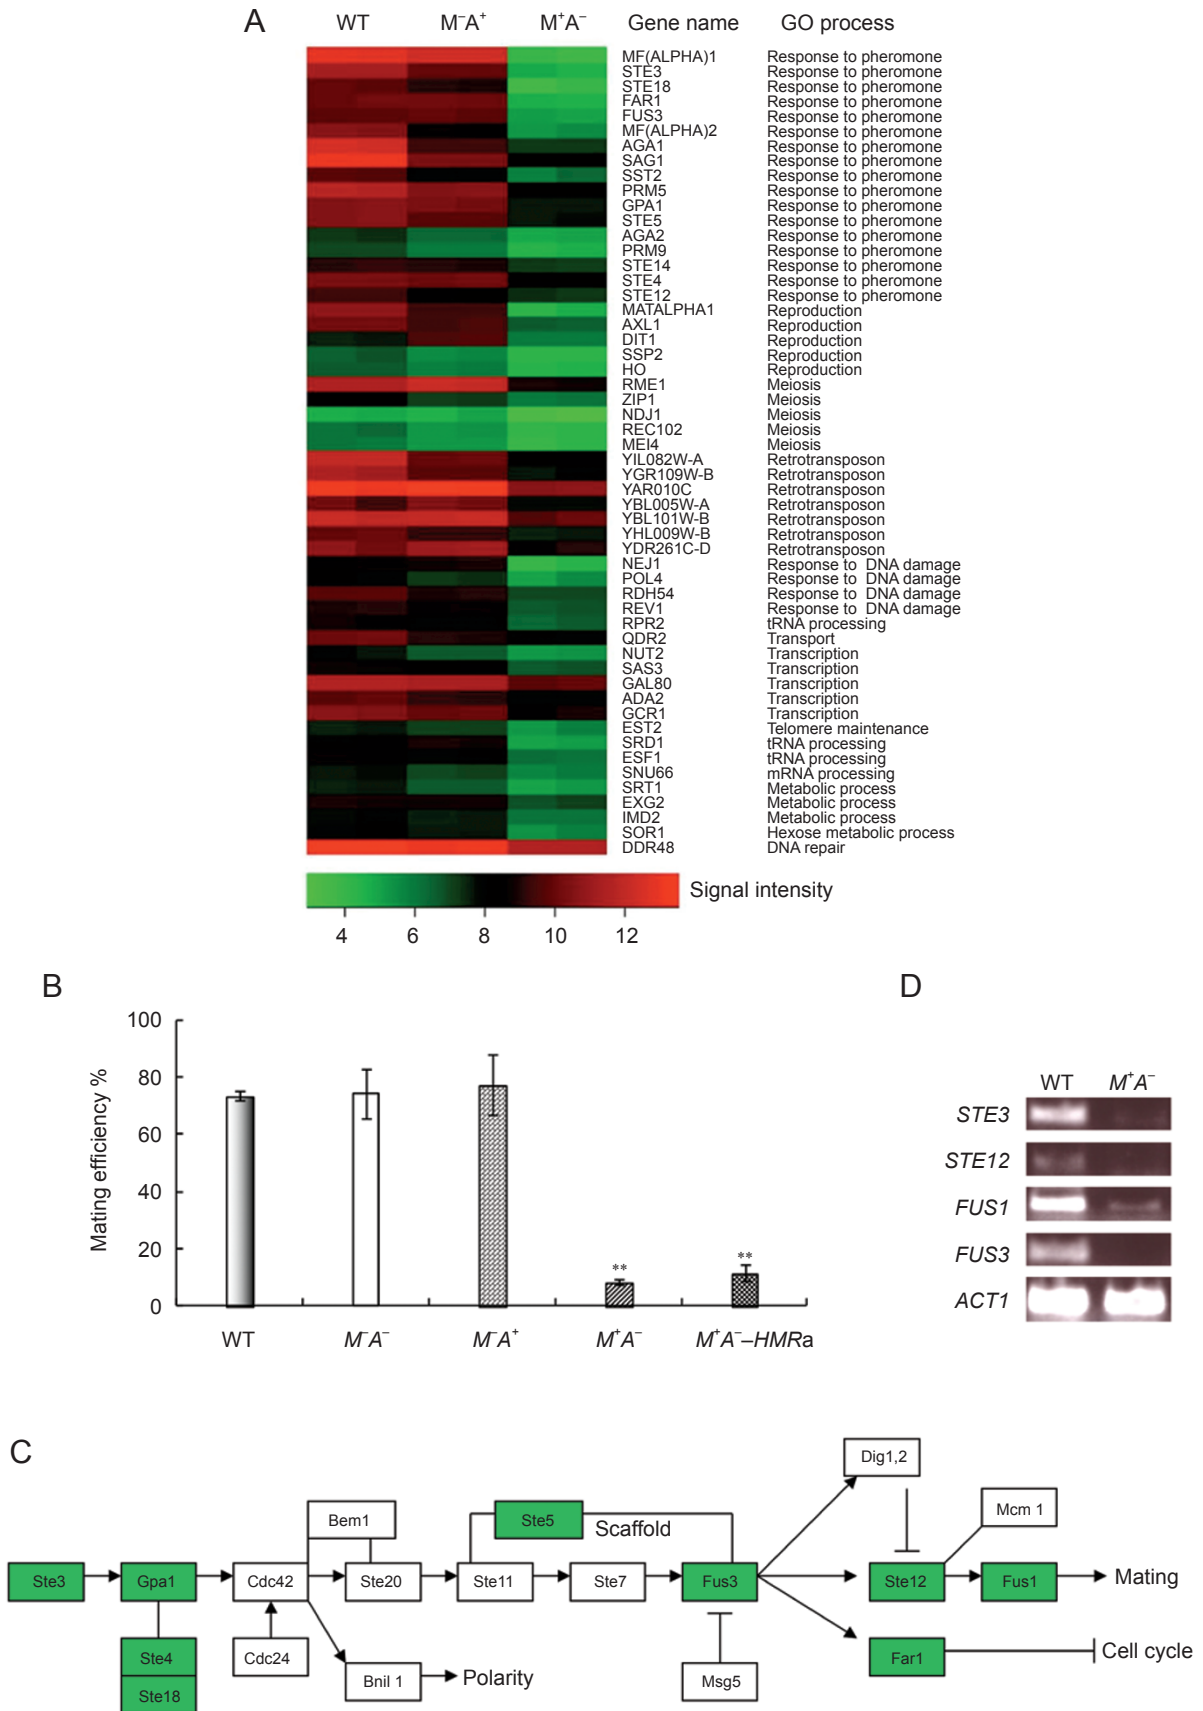 A
WT M⁻A⁺ M⁺A⁻ Gene name GO process
MF(ALPHA)1 Response to pheromone
STE3 Response to pheromone
STE18 Response to pheromone
FAR1 Response to pheromone
FUS3 Response to pheromone
MF(ALPHA)2 Response to pheromone
AGA1 Response to pheromone
SAG1 Response to pheromone
SST2 Response to pheromone
PRM5 Response to pheromone
GPA1 Response to pheromone
STE5 Response to pheromone
AGA2 Response to pheromone
PRM9 Response to pheromone
STE14 Response to pheromone
STE4 Response to pheromone
STE12 Response to pheromone
MATALPHA1 Reproduction
AXL1 Reproduction
DIT1 Reproduction
SSP2 Reproduction
HO Reproduction
RME1 Meiosis
ZIP1 Meiosis
NDJ1 Meiosis
REC102 Meiosis
MEI4 Meiosis
YIL082W-A Retrotransposon
YGR109W-B Retrotransposon
YAR010C Retrotransposon
YBL005W-A Retrotransposon
YBL101W-B Retrotransposon
YHL009W-B Retrotransposon
YDR261C-D Retrotransposon
NEJ1 Response to DNA damage
POL4 Response to DNA damage
RDH54 Response to DNA damage
REV1 Response to DNA damage
RPR2 tRNA processing
QDR2 Transport
NUT2 Transcription
SAS3 Transcription
GAL80 Transcription
ADA2 Transcription
GCR1 Transcription
EST2 Telomere maintenance
SRD1 tRNA processing
ESF1 tRNA processing
SNU66 mRNA processing
SRT1 Metabolic process
EXG2 Metabolic process
IMD2 Metabolic process
SOR1 Hexose metabolic process
DDR48 DNA repair
Signal intensity
4 6 8 10 12
B
Mating efficiency %
100
80
60
40
20
0
** **
WT M⁻A⁻ M⁻A⁺ M⁺A⁻ M⁺A⁻–HMRa
D
WT M⁺A⁻
STE3
STE12
FUS1
FUS3
ACT1
C
Dig1,2
Bem1 Ste5 Scaffold Mcm 1
Ste3 Gpa1 Cdc42 Ste20 Ste11 Ste7 Fus3 Ste12 Fus1 Mating
Ste4 Cdc24 Far1 Cell cycle
Ste18 Bnil 1 Polarity Msg5